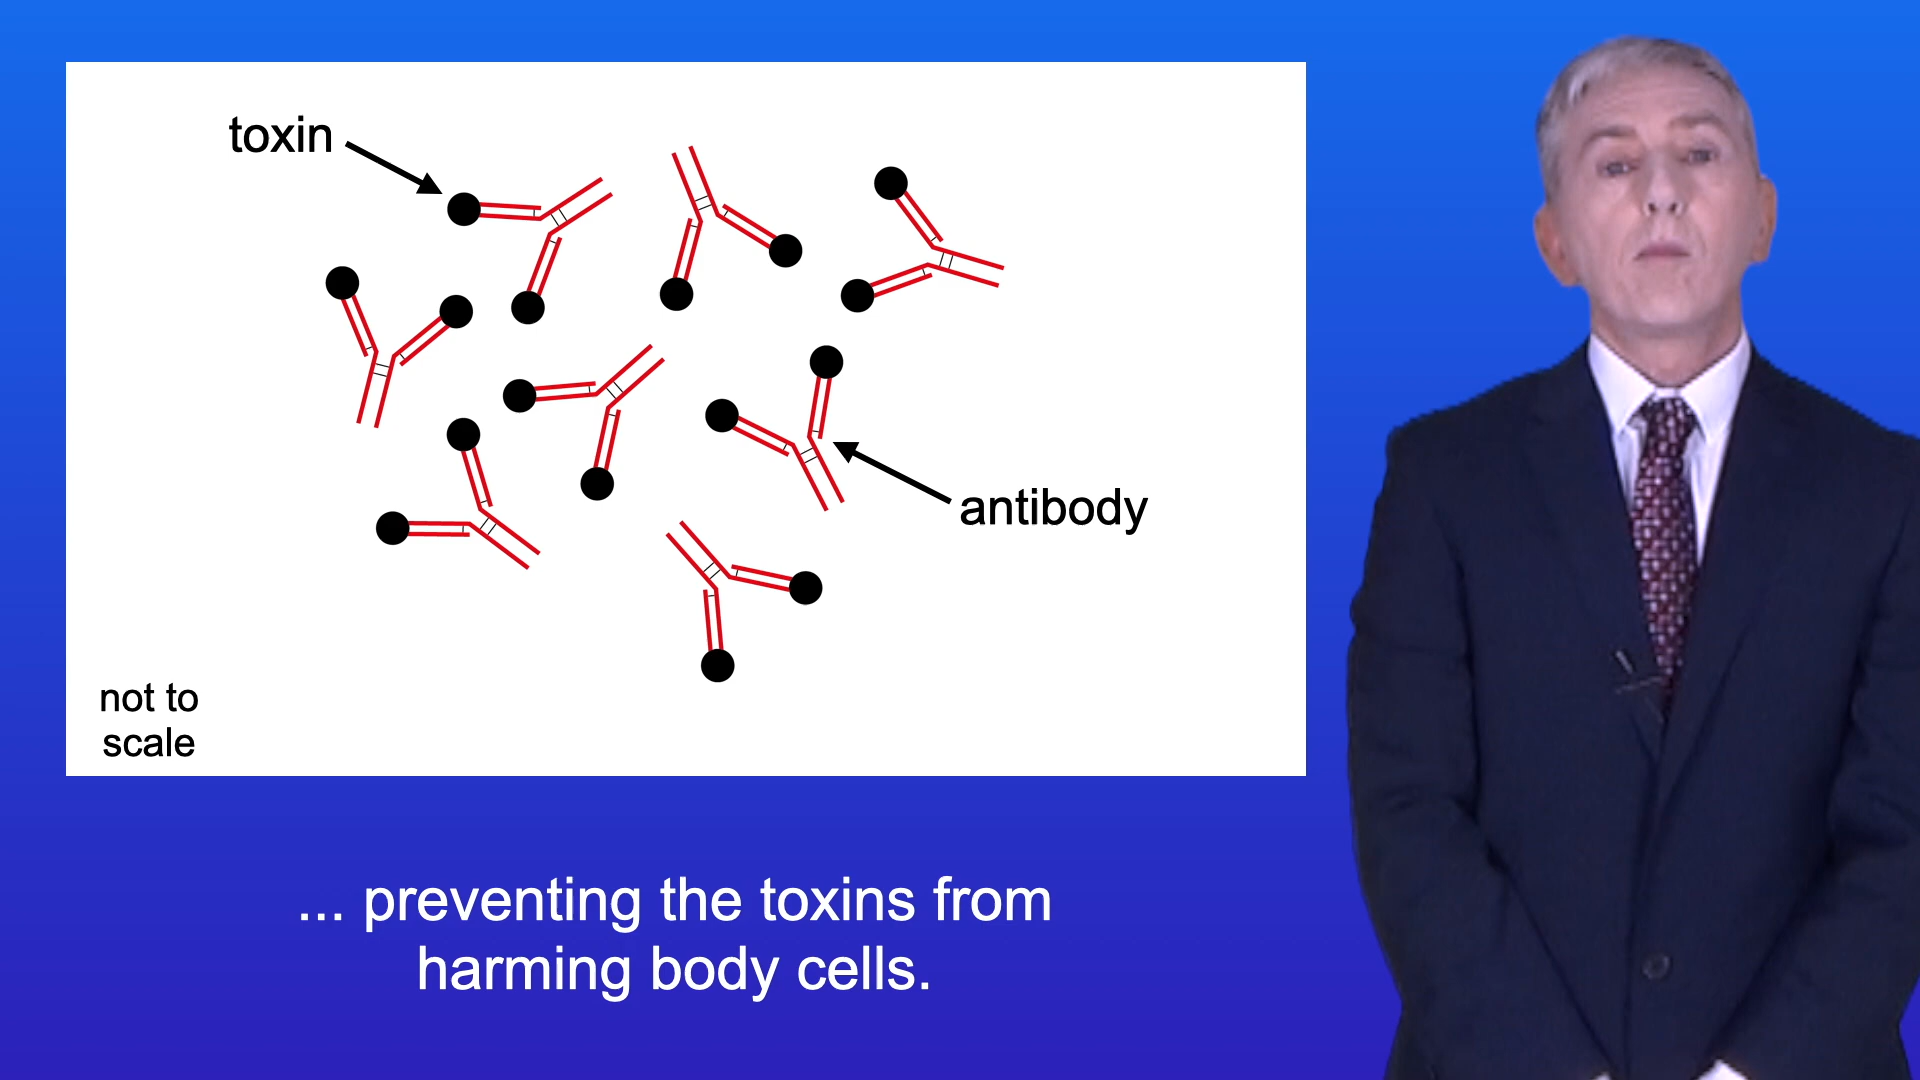 toxin
antibody
not to
scale
... preventing the toxins from
harming body cells.